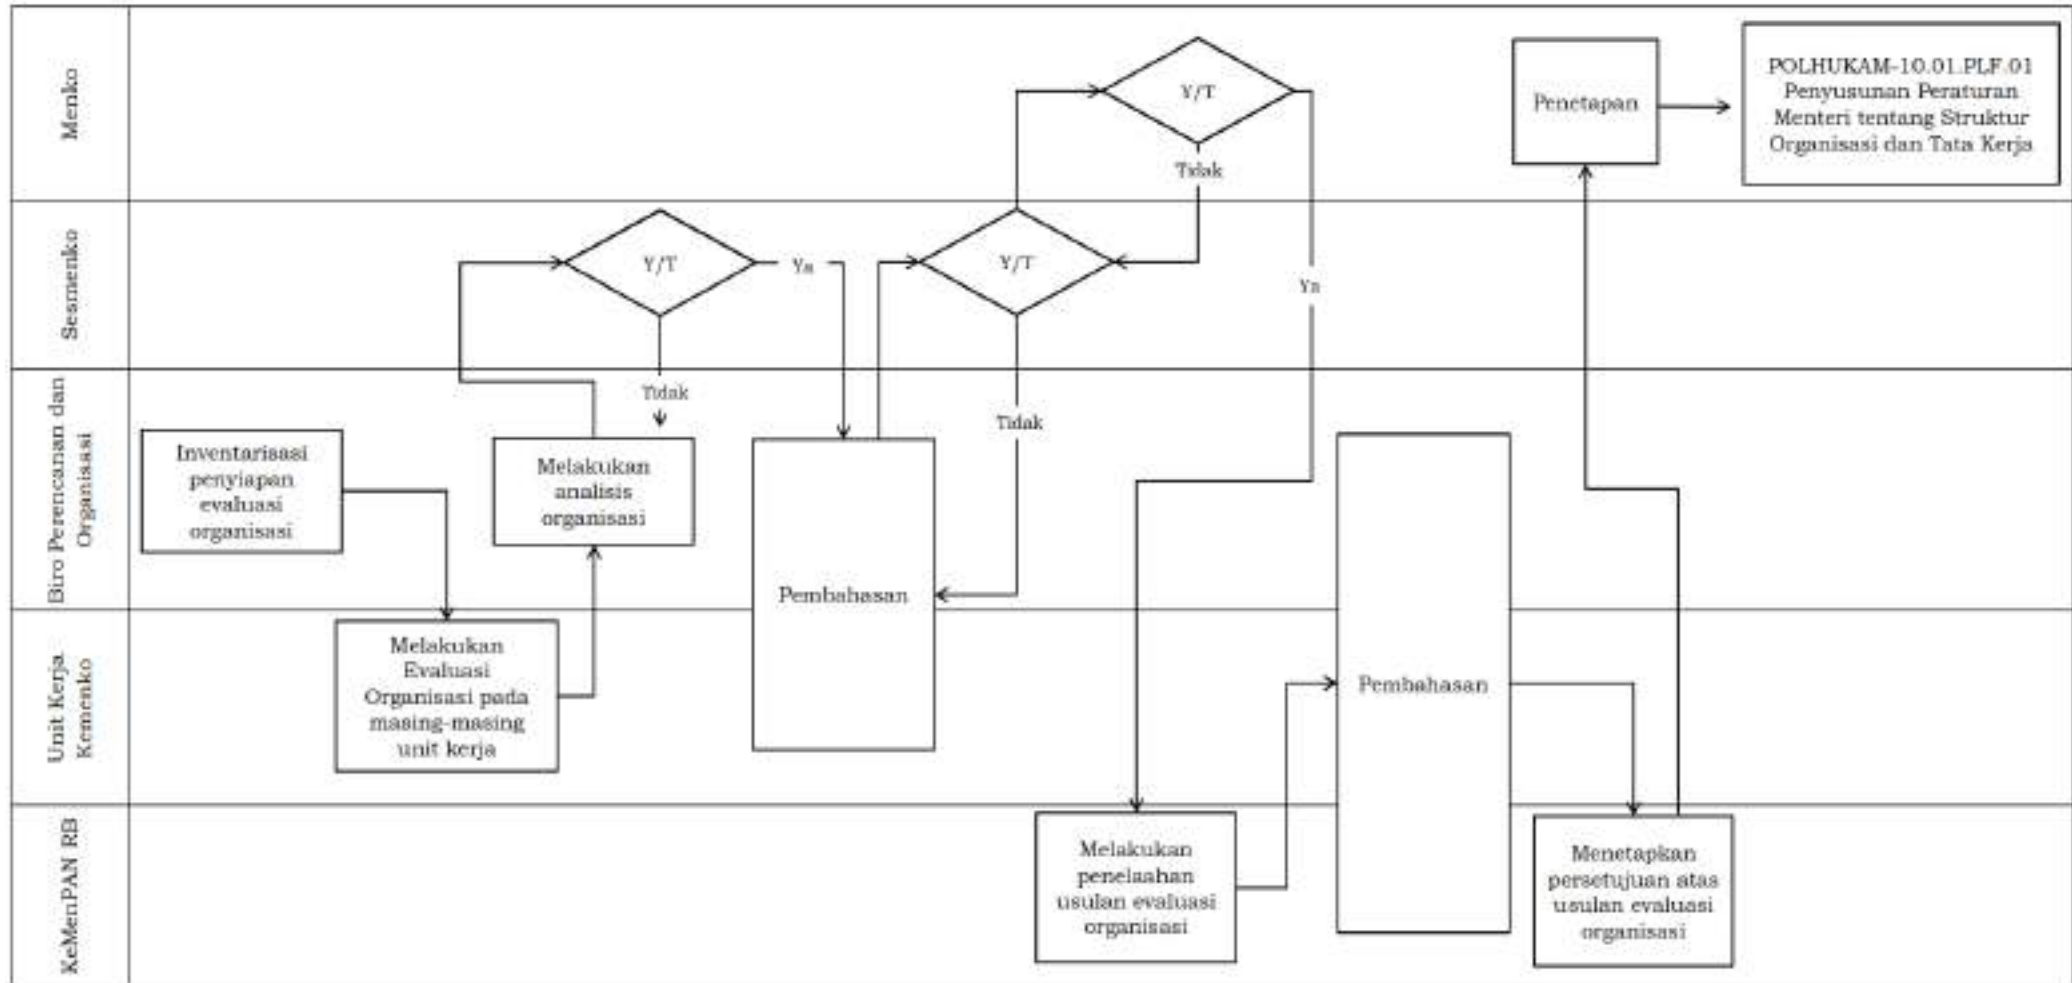 Menko
Y/T
Tidak
Ya
Penetapan
POLHUKAM-10.01.PLF.01
Penyusunan Peraturan
Menteri tentang Struktur
Organisasi dan Tata Kerja
Sesmenko
Y/T
Ya
Tidak
Y/T
Tidak
Biro Perencanan dan
Organisasi
Inventarisasi
penyiapan
evaluasi
organisasi
Melakukan
analisis
organisasi
Pembahasan
Unit Kerja
Kemenko
Melakukan
Evaluasi
Organisasi pada
masing-masing
unit kerja
Pembahasan
KeMenPAN RB
Melakukan
penelaahan
usulan evaluasi
organisasi
Menetapkan
persetujuan atas
usulan evaluasi
organisasi